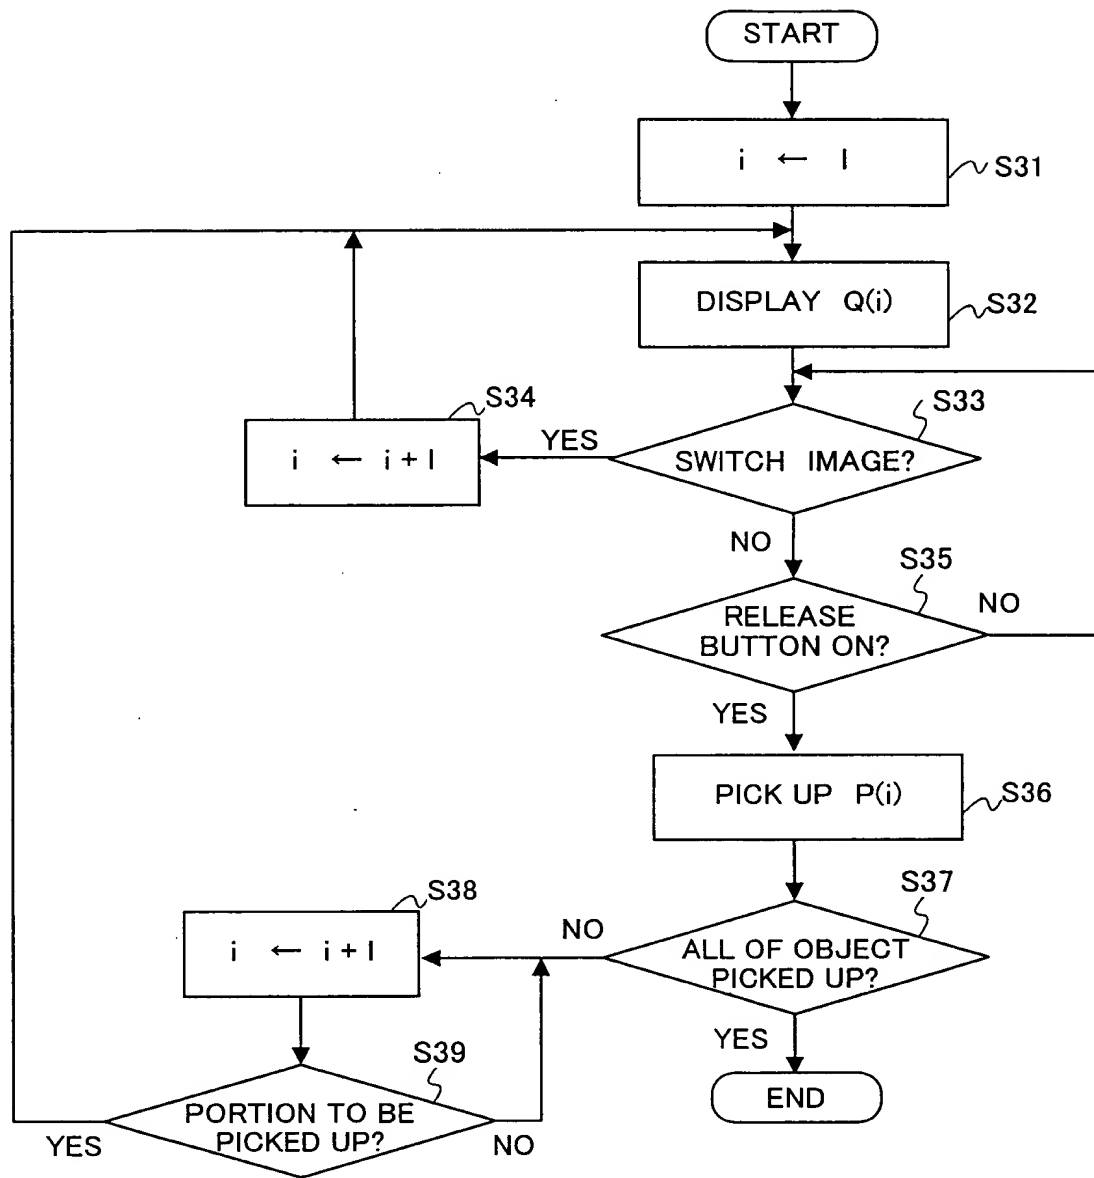 START
i ← 1
S31
DISPLAY Q(i)
S32
S33
SWITCH IMAGE?
YES
S34
i ← i + 1
NO
S35
RELEASE
BUTTON ON?
NO
YES
PICK UP P(i)
S36
S37
ALL OF OBJECT
PICKED UP?
NO
YES
END
S38
i ← i + 1
S39
PORTION TO BE
PICKED UP?
YES
NO